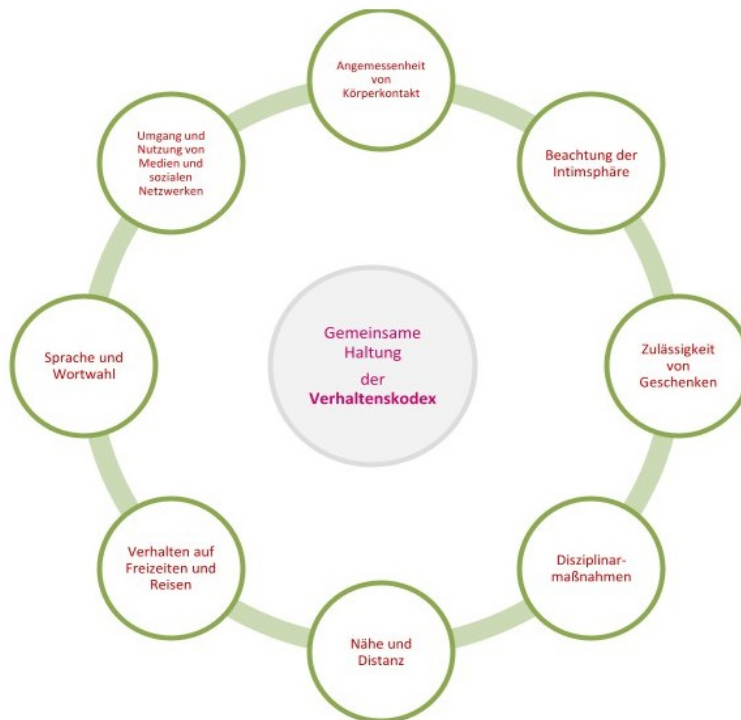 Angemessenheit
von
Körperkontakt
Beachtung der
Intimsphäre
Zulässigkeit
von
Geschenken
Disziplinar-
maßnahmen
Nähe und
Distanz
Verhalten auf
Freizeiten und
Reisen
Sprache und
Wortwahl
Umgang und
Nutzung von
Medien und
sozialen
Netzwerken
Gemeinsame
Haltung
der
Verhaltenskodex